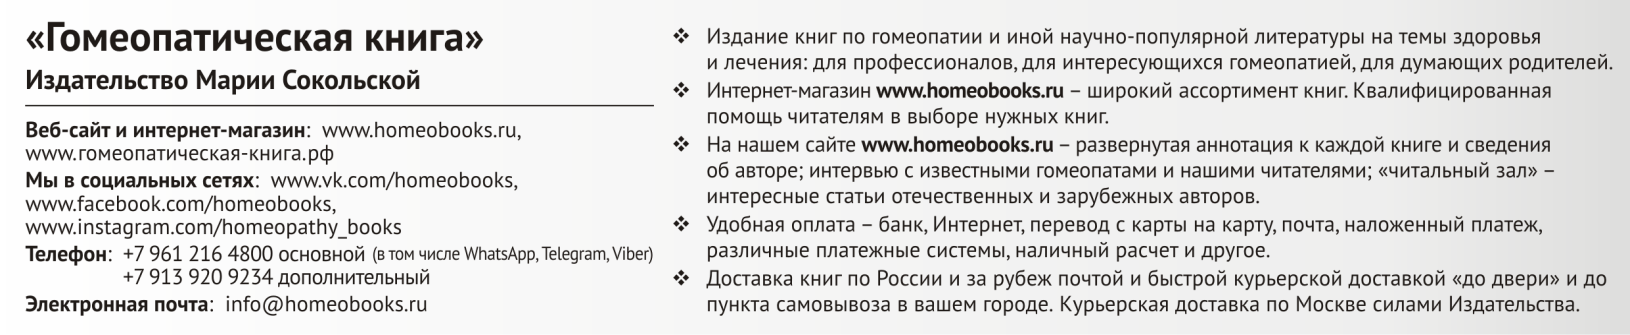 «Гомеопатическая книга»
Издательство Марии Сокольской
Веб-сайт и интернет-магазин: www.homeobooks.ru,
www.гомеопатическая-книга.рф
Мы в социальных сетях: www.vk.com/homeobooks,
www.facebook.com/homeobooks,
www.instagram.com/homeopathy_books
Телефон: +7 961 216 4800 основной (в том числе WhatsApp, Telegram, Viber)
+7 913 920 9234 дополнительный
Электронная почта: info@homeobooks.ru
❖ Издание книг по гомеопатии и иной научно-популярной литературы на темы здоровья
и лечения: для профессионалов, для интересующихся гомеопатией, для думающих родителей.
❖ Интернет-магазин www.homeobooks.ru – широкий ассортимент книг. Квалифицированная
помощь читателям в выборе нужных книг.
❖ На нашем сайте www.homeobooks.ru – развернутая аннотация к каждой книге и сведения
об авторе; интервью с известными гомеопатами и нашими читателями; «читальный зал» –
интересные статьи отечественных и зарубежных авторов.
❖ Удобная оплата – банк, Интернет, перевод с карты на карту, почта, наложенный платеж,
различные платежные системы, наличный расчет и другое.
❖ Доставка книг по России и за рубеж почтой и быстрой курьерской доставкой «до двери» и до
пункта самовывоза в вашем городе. Курьерская доставка по Москве силами Издательства.